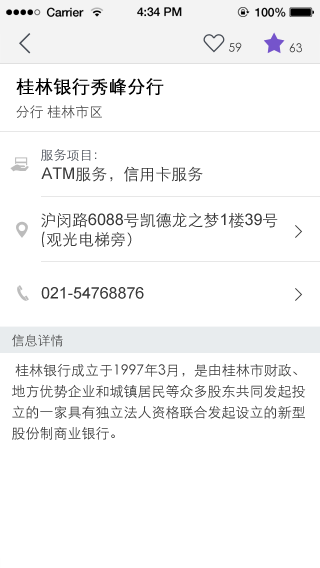 Carrier 4:34 PM 100%
59 63
桂林银行秀峰分行
分行 桂林市区
服务项目:
ATM服务，信用卡服务
沪闵路6088号凯德龙之梦1楼39号
(观光电梯旁）
021-54768876
信息详情
桂林银行成立于1997年3月，是由桂林市财政、
地方优势企业和城镇居民等众多股东共同发起投
立的一家具有独立法人资格联合发起设立的新型
股份制商业银行。